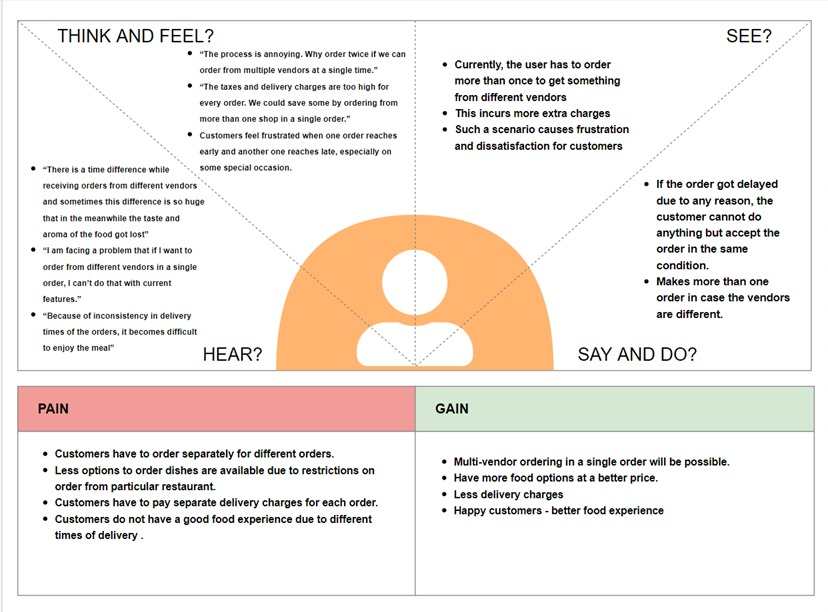 THINK AND FEEL?
• “The process is annoying. Why order twice if we can
order from multiple vendors at a single time.”
• “The taxes and delivery charges are too high for
every order. We could save some by ordering from
more than one shop in a single order.”
• Customers feel frustrated when one order reaches
early and another one reaches late, especially on
some special occasion.
SEE?
• Currently, the user has to order
more than once to get something
from different vendors
• This incurs more extra charges
• Such a scenario causes frustration
and dissatisfaction for customers
• “There is a time difference while
receiving orders from different vendors
and sometimes this difference is so huge
that in the meanwhile the taste and
aroma of the food got lost”
• “I am facing a problem that if I want to
order from different vendors in a single
order, I can’t do that with current
features.”
• “Because of inconsistency in delivery
times of the orders, it becomes difficult
to enjoy the meal”
HEAR?
• If the order got delayed
due to any reason, the
customer cannot do
anything but accept the
order in the same
condition.
• Makes more than one
order in case the vendors
are different.
SAY AND DO?
PAIN
• Customers have to order separately for different orders.
• Less options to order dishes are available due to restrictions on
order from particular restaurant.
• Customers have to pay separate delivery charges for each order.
• Customers do not have a good food experience due to different
times of delivery .
GAIN
• Multi-vendor ordering in a single order will be possible.
• Have more food options at a better price.
• Less delivery charges
• Happy customers - better food experience